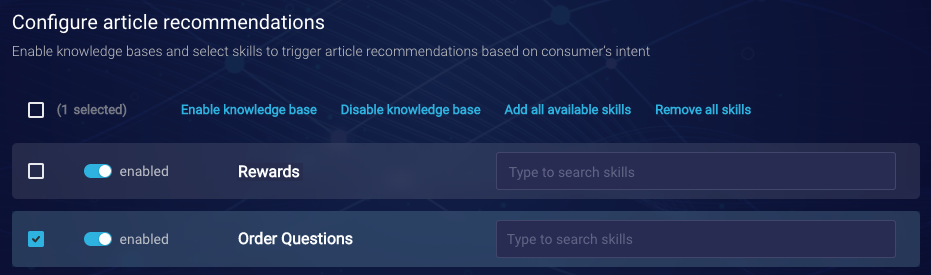 Configure article recommendations
Enable knowledge bases and select skills to trigger article recommendations based on consumer's intent
(1 selected) Enable knowledge base Disable knowledge base Add all available skills Remove all skills
enabled Rewards Type to search skills
enabled Order Questions Type to search skills